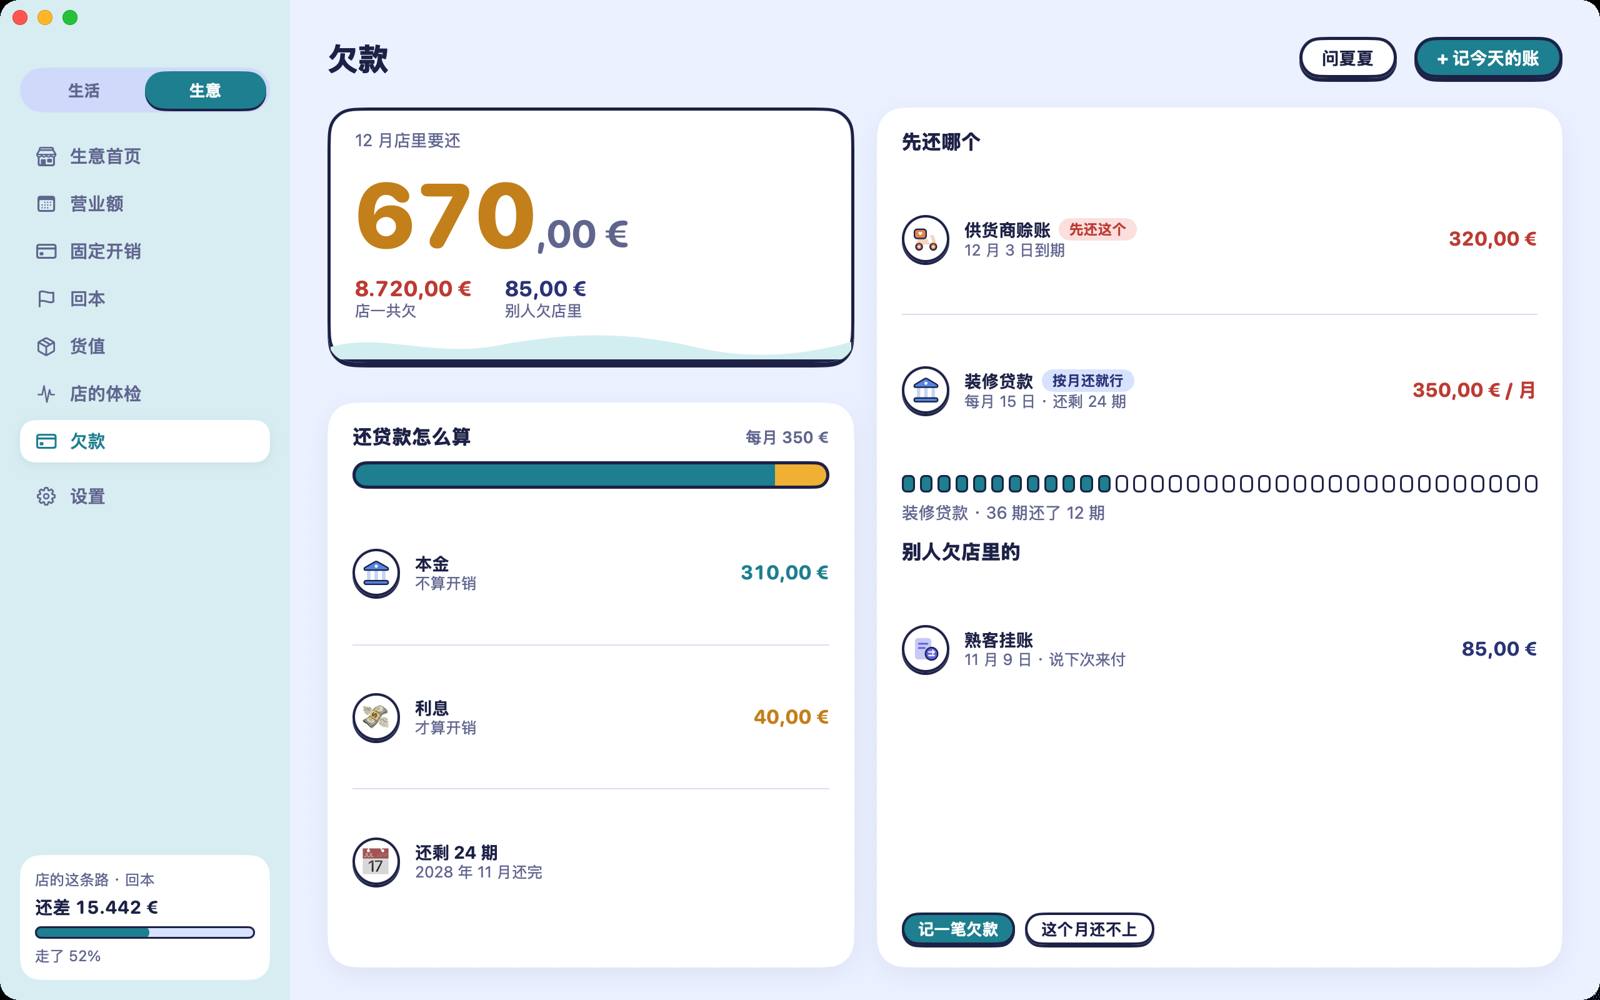 生活
生意
生意首页
营业额
固定开销
回本
货值
店的体检
欠款
设置
店的这条路 · 回本
还差 15.442 €
走了 52%
欠款
问夏夏
+ 记今天的账
12 月店里要还
670,00 €
8.720,00 €
店一共欠
85,00 €
别人欠店里
还贷款怎么算
每月 350 €
本金
不算开销
310,00 €
利息
才算开销
40,00 €
17
还剩 24 期
2028 年 11 月还完
先还哪个
供货商赊账
先还这个
12 月 3 日到期
320,00 €
装修贷款
按月还就行
每月 15 日 · 还剩 24 期
350,00 € / 月
装修贷款 · 36 期还了 12 期
别人欠店里的
熟客挂账
11 月 9 日 · 说下次来付
85,00 €
记一笔欠款
这个月还不上